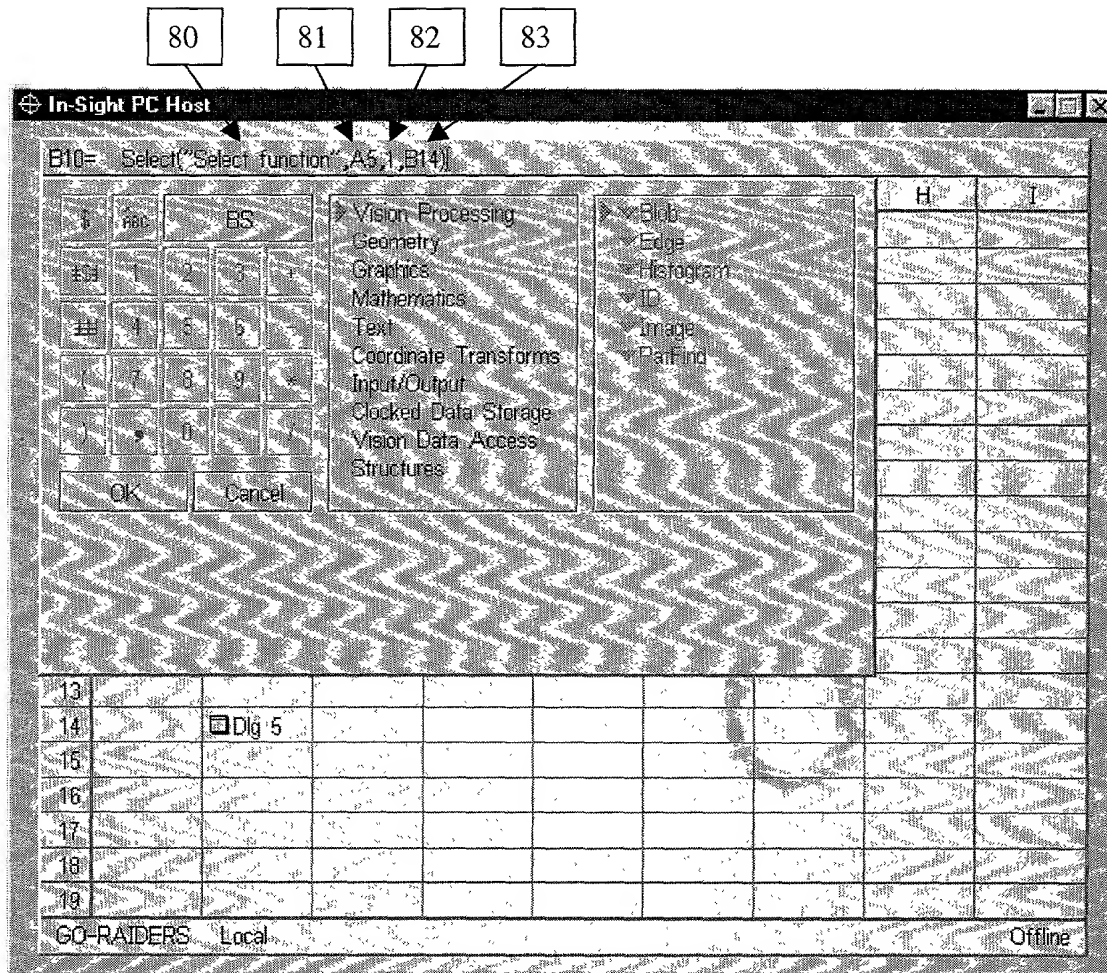 80 81 82 83
In-Sight PC Host
B10= Select("Select function",A5,1,B14)
H I
$ ABC BS
1 2 3 +
4 5 6 -
( 7 8 9 *
) , 0 . /
OK Cancel
Vision Processing
Geometry
Graphics
Mathematics
Text
Coordinate Transforms
Input/Output
Clocked Data Storage
Vision Data Access
Structures
Blob
Edge
Histogram
ID
Image
PatFind
13
14 Dlg 5
15
16
17
18
19
GO-RAIDERS Local Offline